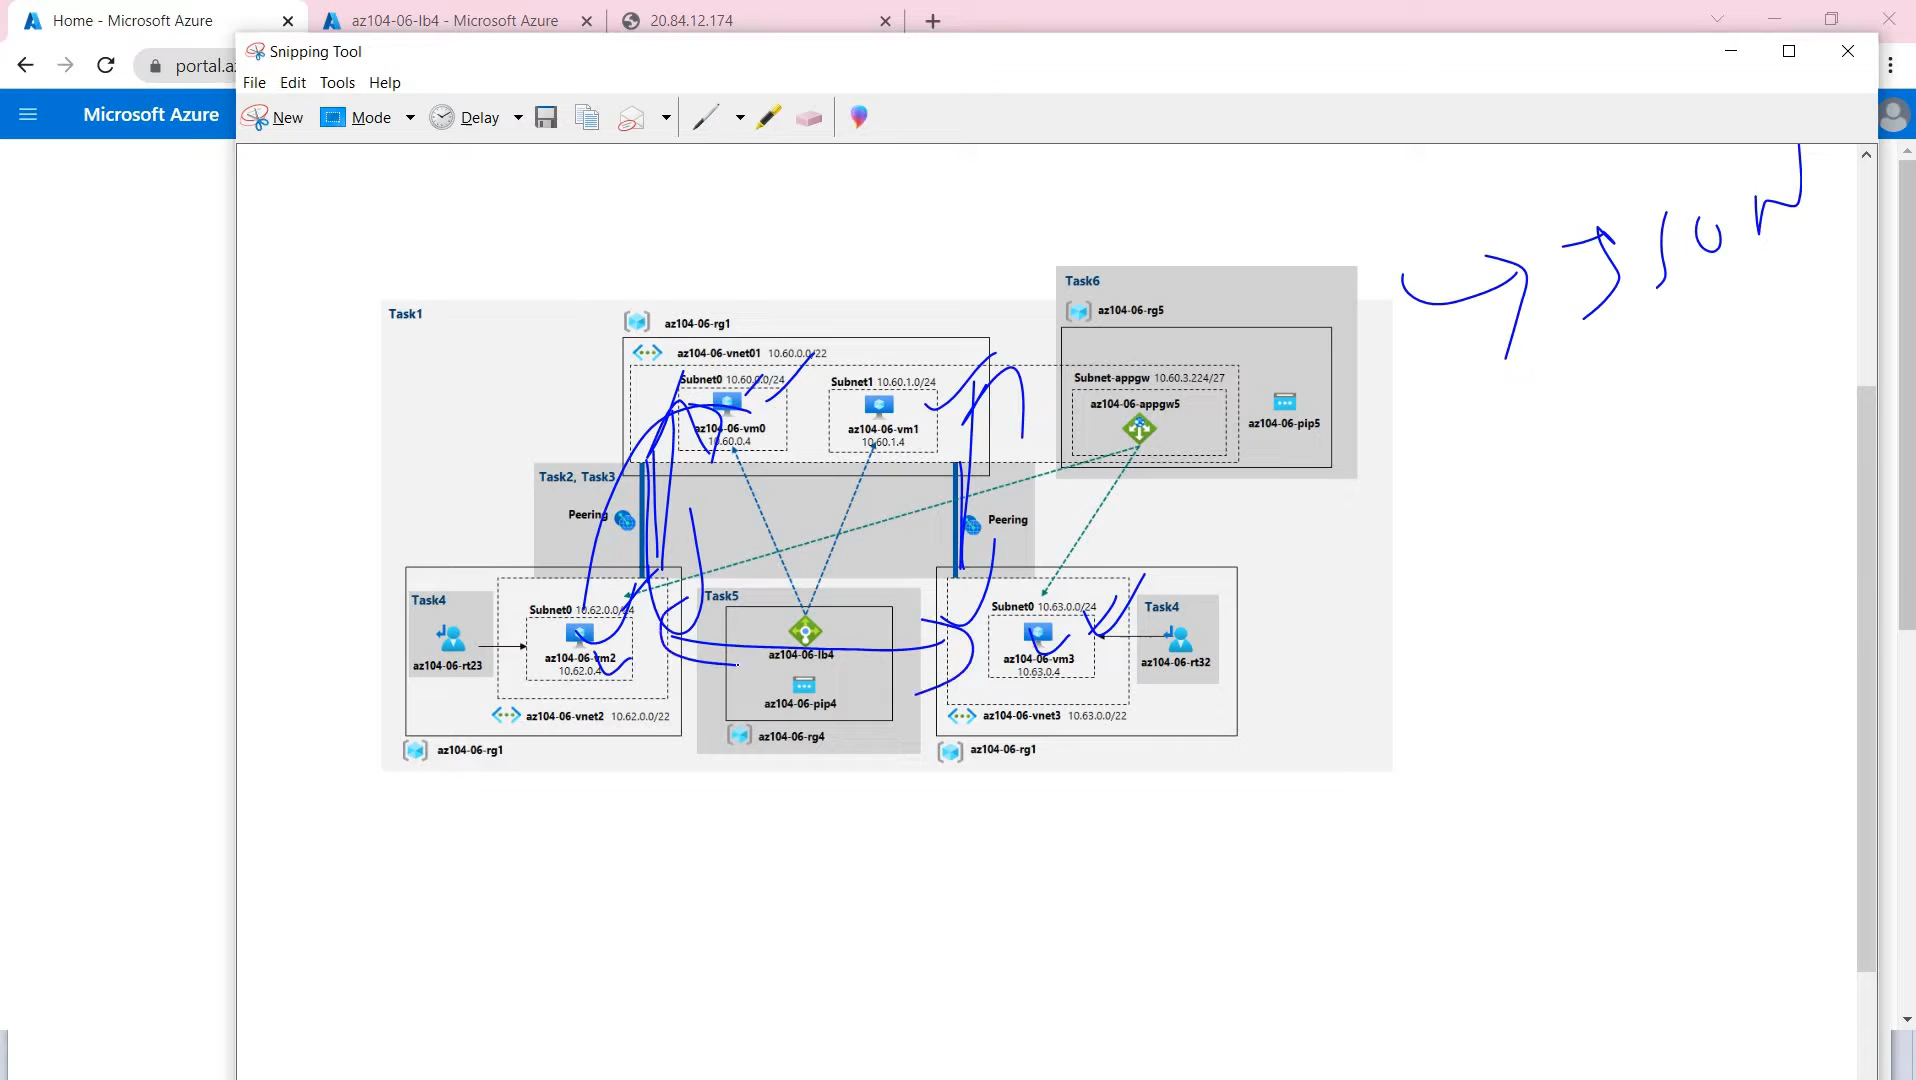 Home - Microsoft Azure
az104-06-lb4 - Microsoft Azure
20.84.12.174
portal.az
Snipping Tool
File Edit Tools Help
New Mode Delay
Microsoft Azure
JSON
Task6
az104-06-rg5
Task1
az104-06-rg1
az104-06-vnet01 10.60.0.0/22
Subnet0 10.60.0.0/24
Subnet1 10.60.1.0/24
Subnet-appgw 10.60.3.224/27
az104-06-appgw5
az104-06-pip5
az104-06-vm0
10.60.0.4
az104-06-vm1
10.60.1.4
Task2, Task3
Peering
Peering
Task4
az104-06-rt23
Subnet0 10.62.0.0/24
az104-06-vm2
10.62.0.4
az104-06-vnet2 10.62.0.0/22
az104-06-rg1
Task5
az104-06-lb4
az104-06-pip4
az104-06-rg4
Subnet0 10.63.0.0/24
az104-06-vm3
10.63.0.4
Task4
az104-06-rt32
az104-06-vnet3 10.63.0.0/22
az104-06-rg1